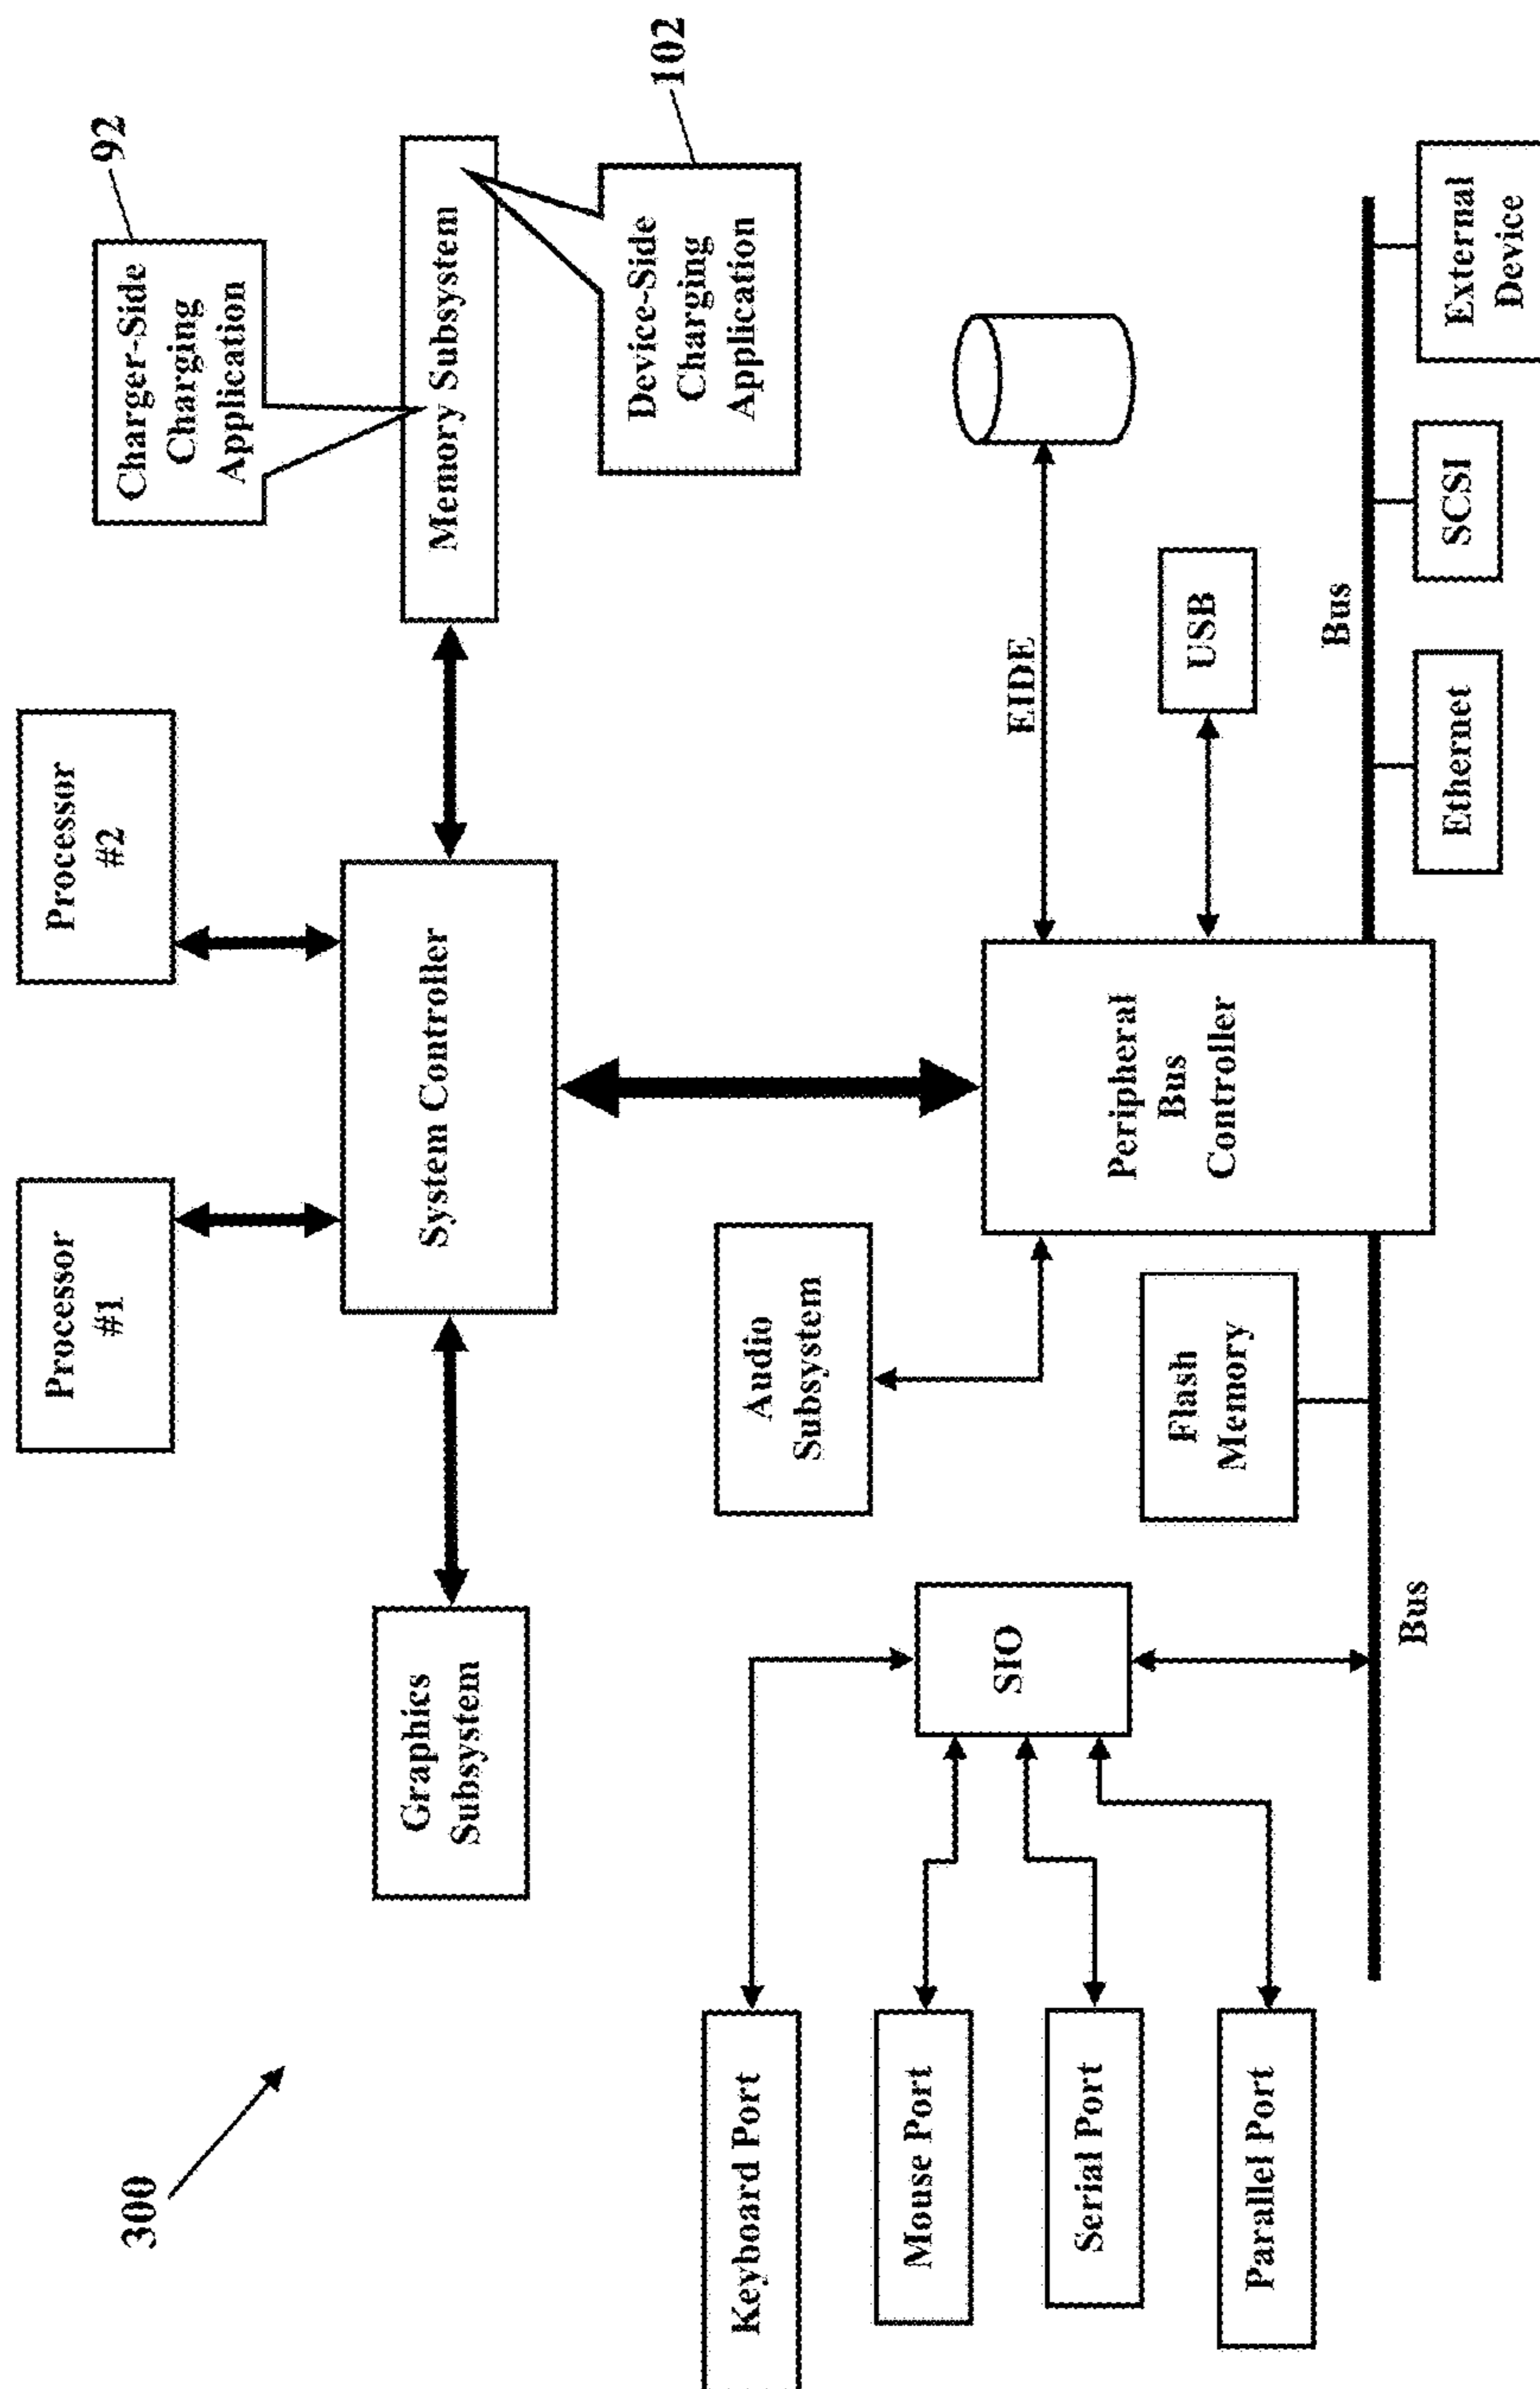 300
Processor
#1
Processor
#2
92
Charger-Side
Charging
Application
Graphics
Subsystem
System Controller
Memory Subsystem
102
Device-Side
Charging
Application
Keyboard Port
Mouse Port
Serial Port
Parallel Port
SIO
Audio
Subsystem
Flash
Memory
Peripheral
Bus
Controller
EIDE
USB
Bus
Bus
Ethernet
SCSI
External
Device